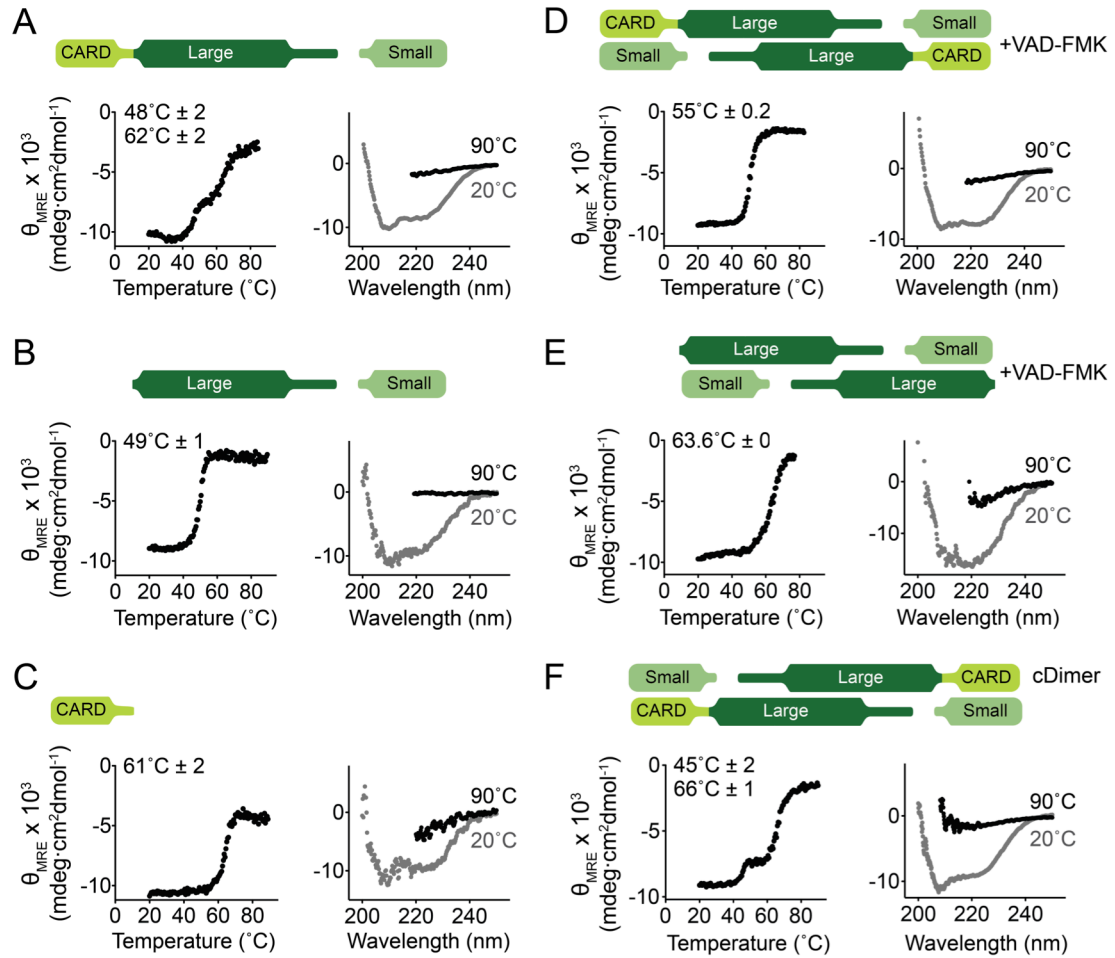 A
CARD Large Small
48˚C ± 2
62˚C ± 2
0
-5
-10
θMRE x 10³
(mdeg·cm²dmol⁻¹)
0 20 40 60 80
Temperature (˚C)
0
-10
90˚C
20˚C
200 220 240
Wavelength (nm)
B
Large Small
49˚C ± 1
0
-5
-10
θMRE x 10³
(mdeg·cm²dmol⁻¹)
0 20 40 60 80
Temperature (˚C)
0
-10
90˚C
20˚C
200 220 240
Wavelength (nm)
C
CARD
61˚C ± 2
0
-5
-10
θMRE x 10³
(mdeg·cm²dmol⁻¹)
0 20 40 60 80
Temperature (˚C)
0
-10
90˚C
20˚C
200 220 240
Wavelength (nm)
D
CARD Large Small
Small Large CARD
+VAD-FMK
55˚C ± 0.2
0
-5
-10
θMRE x 10³
(mdeg·cm²dmol⁻¹)
0 20 40 60 80
Temperature (˚C)
0
-10
90˚C
20˚C
200 220 240
Wavelength (nm)
E
Large Small
Small Large
+VAD-FMK
63.6˚C ± 0
0
-5
-10
θMRE x 10³
(mdeg·cm²dmol⁻¹)
0 20 40 60 80
Temperature (˚C)
0
-10
90˚C
20˚C
200 220 240
Wavelength (nm)
F
Small Large CARD
CARD Large Small
cDimer
45˚C ± 2
66˚C ± 1
0
-5
-10
θMRE x 10³
(mdeg·cm²dmol⁻¹)
0 20 40 60 80
Temperature (˚C)
0
-10
90˚C
20˚C
200 220 240
Wavelength (nm)